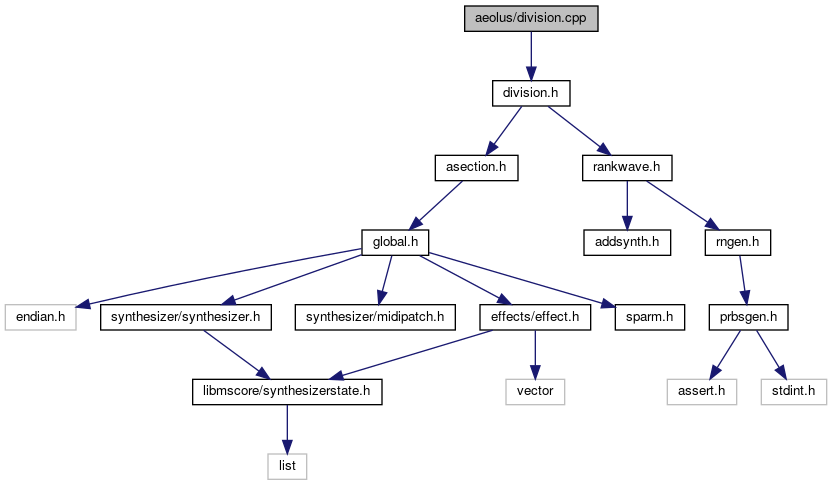 aeolus/division.cpp
division.h
asection.h
rankwave.h
global.h
addsynth.h
rngen.h
endian.h
synthesizer/synthesizer.h
synthesizer/midipatch.h
effects/effect.h
sparm.h
prbsgen.h
libmscore/synthesizerstate.h
vector
assert.h
stdint.h
list